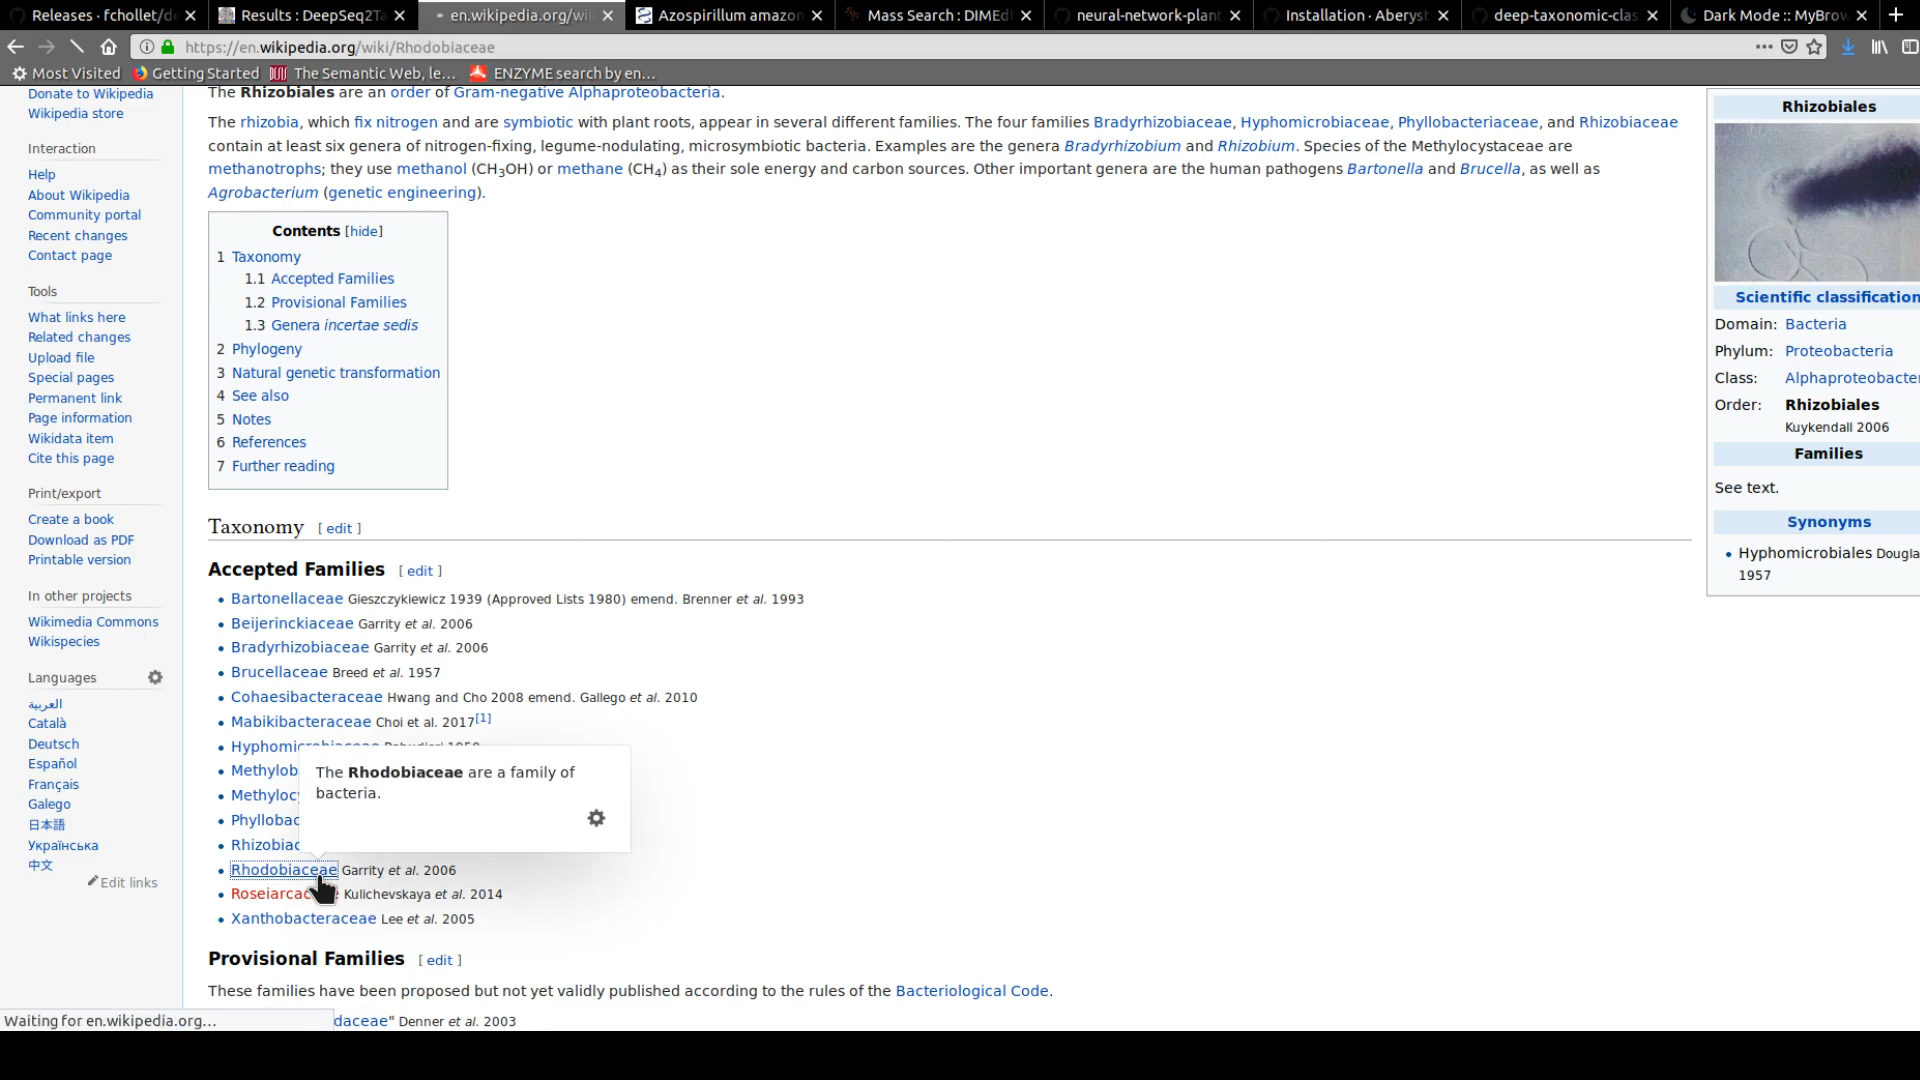 Releases · fchollet/de
Results : DeepSeq2Ta
en.wikipedia.org/wik
Azospirillum amazon
Mass Search : DIMEd
neural-network-plan
Installation · Aberyst
deep-taxonomic-clas
Dark Mode :: MyBrow
https://en.wikipedia.org/wiki/Rhodobiaceae
Most Visited
Getting Started
The Semantic Web, le...
ENZYME search by en...
Donate to Wikipedia
Wikipedia store
Interaction
Help
About Wikipedia
Community portal
Recent changes
Contact page
Tools
What links here
Related changes
Upload file
Special pages
Permanent link
Page information
Wikidata item
Cite this page
Print/export
Create a book
Download as PDF
Printable version
In other projects
Wikimedia Commons
Wikispecies
Languages
العربية
Català
Deutsch
Español
Français
Galego
日本語
Українська
中文
Edit links
The Rhizobiales are an order of Gram-negative Alphaproteobacteria.
The rhizobia, which fix nitrogen and are symbiotic with plant roots, appear in several different families. The four families Bradyrhizobiaceae, Hyphomicrobiaceae, Phyllobacteriaceae, and Rhizobiaceae
contain at least six genera of nitrogen-fixing, legume-nodulating, microsymbiotic bacteria. Examples are the genera Bradyrhizobium and Rhizobium. Species of the Methylocystaceae are
methanotrophs; they use methanol (CH3OH) or methane (CH4) as their sole energy and carbon sources. Other important genera are the human pathogens Bartonella and Brucella, as well as
Agrobacterium (genetic engineering).
Contents [hide]
1 Taxonomy
1.1 Accepted Families
1.2 Provisional Families
1.3 Genera incertae sedis
2 Phylogeny
3 Natural genetic transformation
4 See also
5 Notes
6 References
7 Further reading
Taxonomy [ edit ]
Accepted Families [ edit ]
Bartonellaceae Gieszczykiewicz 1939 (Approved Lists 1980) emend. Brenner et al. 1993
Beijerinckiaceae Garrity et al. 2006
Bradyrhizobiaceae Garrity et al. 2006
Brucellaceae Breed et al. 1957
Cohaesibacteraceae Hwang and Cho 2008 emend. Gallego et al. 2010
Mabikibacteraceae Choi et al. 2017[1]
Hyphomicrobiaceae
Methylob
Methylocy
Phyllobac
Rhizobiac
The Rhodobiaceae are a family of
bacteria.
Rhodobiaceae Garrity et al. 2006
Roseiarcac Kulichevskaya et al. 2014
Xanthobacteraceae Lee et al. 2005
Provisional Families [ edit ]
These families have been proposed but not yet validly published according to the rules of the Bacteriological Code.
daceae" Denner et al. 2003
Waiting for en.wikipedia.org...
Rhizobiales
Scientific classification
Domain: Bacteria
Phylum: Proteobacteria
Class: Alphaproteobacte
Order: Rhizobiales
Kuykendall 2006
Families
See text.
Synonyms
Hyphomicrobiales Dougla
1957